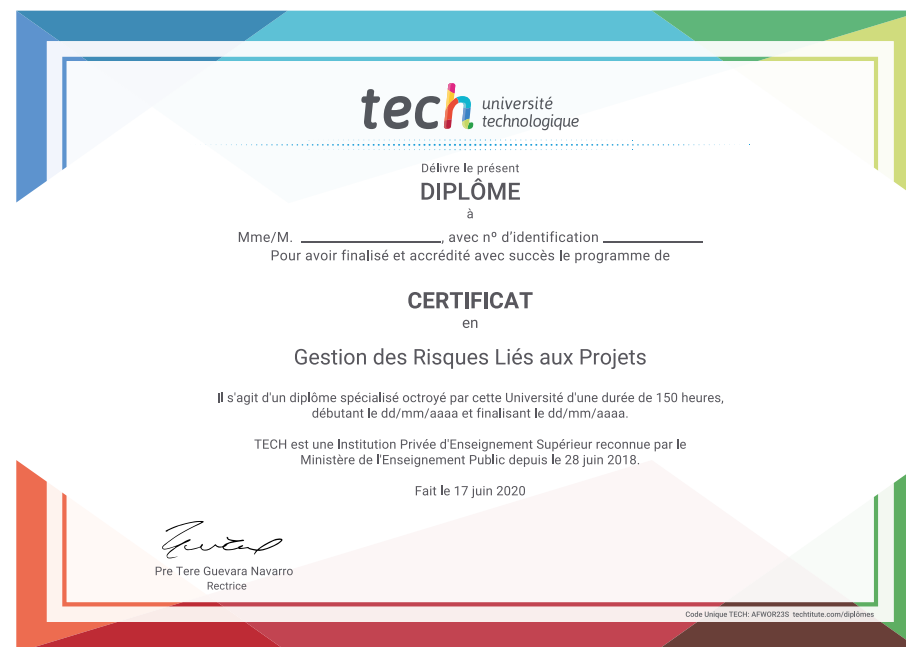 tech université
technologique
Délivre le présent
DIPLÔME
à
Mme/M. ____________________, avec nº d'identification ______________
Pour avoir finalisé et accrédité avec succès le programme de
CERTIFICAT
en
Gestion des Risques Liés aux Projets
Il s'agit d'un diplôme spécialisé octroyé par cette Université d'une durée de 150 heures,
débutant le dd/mm/aaaa et finalisant le dd/mm/aaaa.
TECH est une Institution Privée d'Enseignement Supérieur reconnue par le
Ministère de l'Enseignement Public depuis le 28 juin 2018.
Fait le 17 juin 2020
Pre Tere Guevara Navarro
Rectrice
Code Unique TECH: AFWOR23S techtitute.com/diplômes